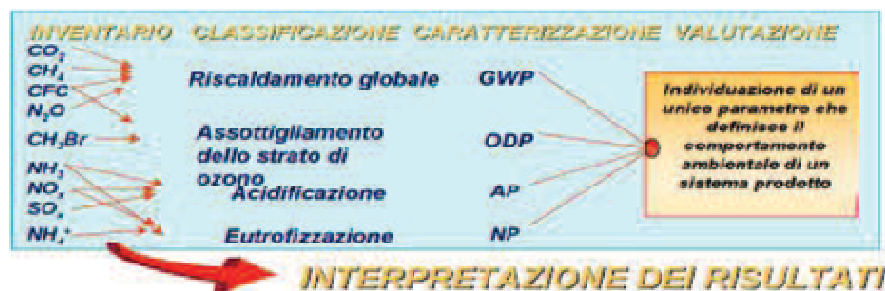 INVENTARIO CLASSIFICAZIONE CARATTERIZZAZIONE VALUTAZIONE
CO₂
CH₄
CFC
N₂O
CH₃Br
NH₃
NOₓ
SOₓ
NH₄⁺
Riscaldamento globale
Assottigliamento
dello strato di
ozono
Acidificazione
Eutrofizzazione
GWP
ODP
AP
NP
Individuazione di un
unico parametro che
definisce il
comportamento
ambientale di un
sistema prodotto
INTERPRETAZIONE DEI RISULTATI